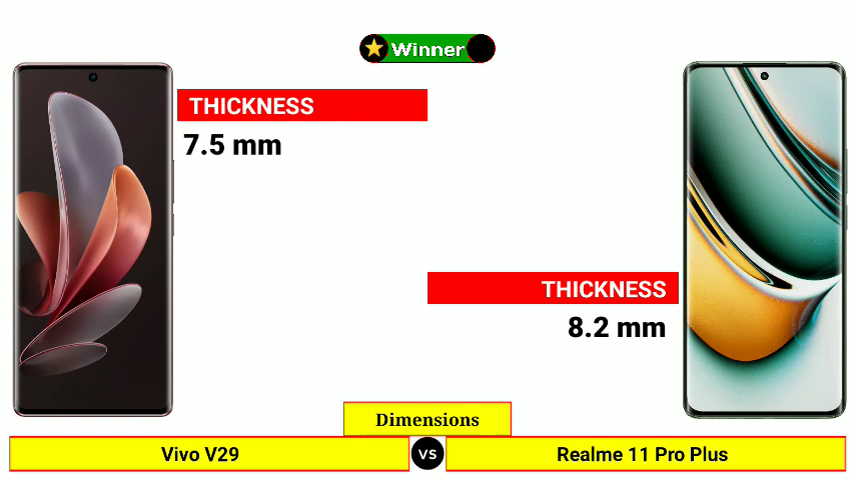 Winner
THICKNESS
7.5 mm
THICKNESS
8.2 mm
Dimensions
Vivo V29
VS
Realme 11 Pro Plus